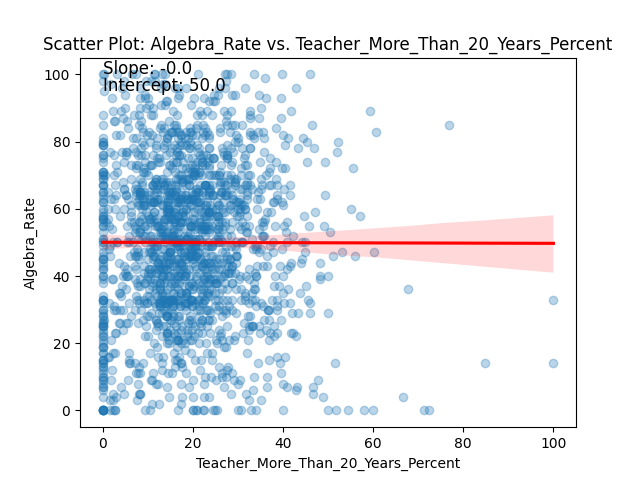 Scatter Plot: Algebra_Rate vs. Teacher_More_Than_20_Years_Percent
Slope: -0.0
Intercept: 50.0
100
80
60
40
20
0
Algebra_Rate
0 20 40 60 80 100
Teacher_More_Than_20_Years_Percent